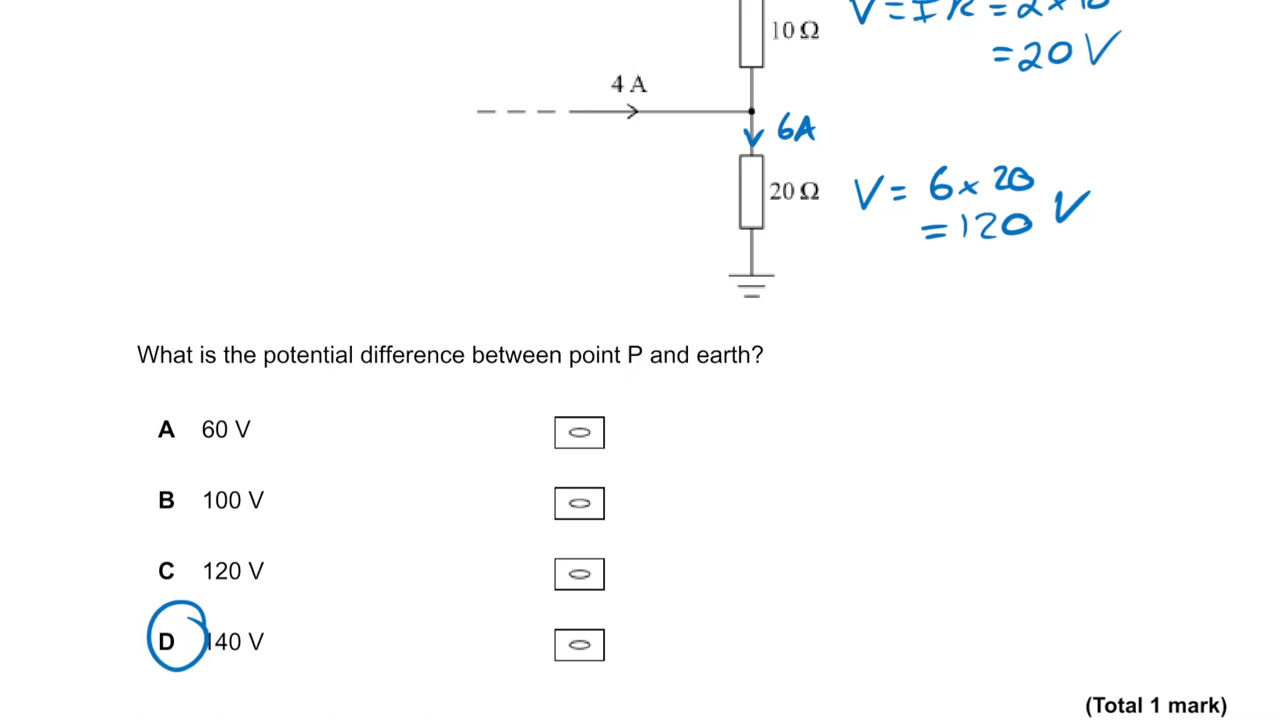 10 Ω
= 20 V
4 A
6A
20 Ω
V = 6 × 20
= 120 V
What is the potential difference between point P and earth?
A 60 V
B 100 V
C 120 V
D 140 V
(Total 1 mark)